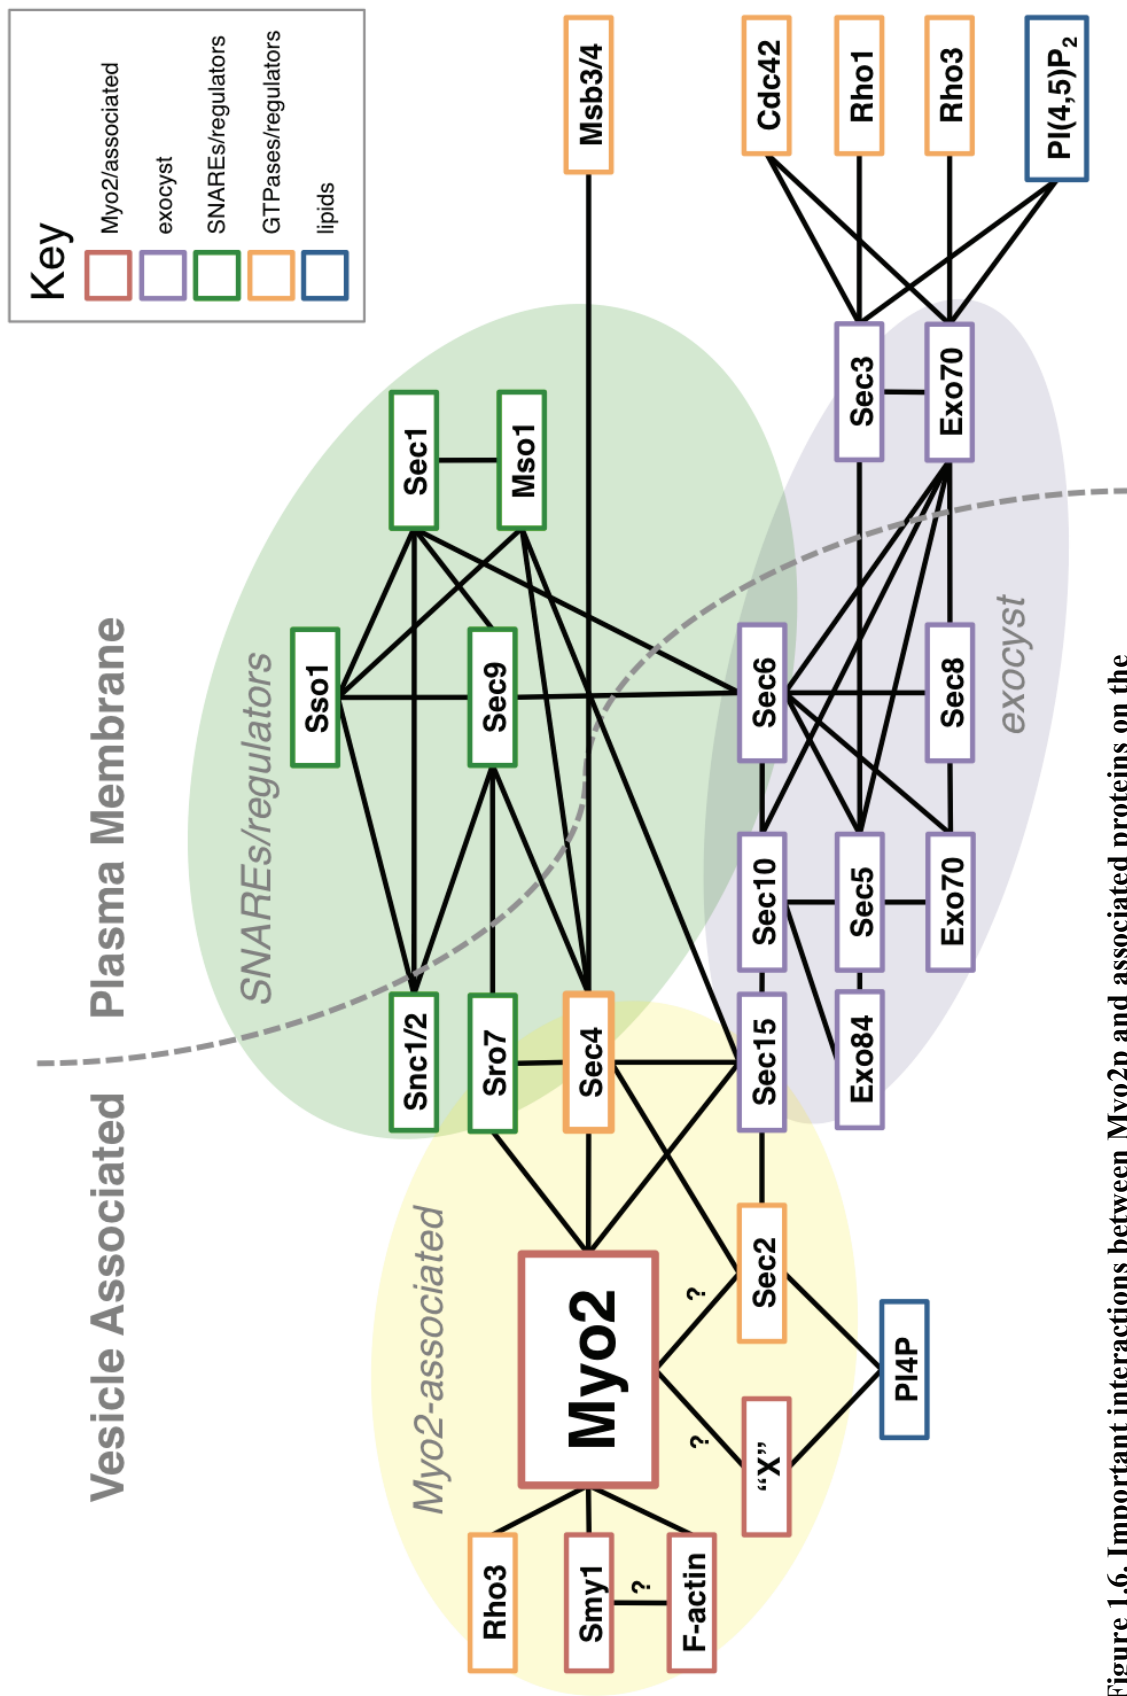 Vesicle Associated
Plasma Membrane
Key
Myo2/associated
exocyst
SNAREs/regulators
GTPases/regulators
lipids
SNAREs/regulators
Sso1
Snc1/2
Sec1
Myo2-associated
Rho3
Sro7
Sec9
Mso1
Myo2
Smy1
Sec4
Msb3/4
?
F-actin
?
?
"X"
Sec2
Sec15
Sec10
Sec6
Cdc42
Exo84
Sec5
Sec3
Rho1
PI4P
Exo70
Sec8
Exo70
Rho3
exocyst
PI(4,5)P2
Figure 1.6. Important interactions between Myo2p and associated proteins on the